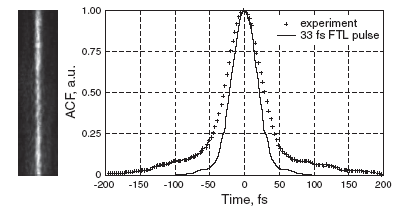 1.00
+ experiment
— 33 fs FTL pulse
0.75
ACF, a.u.
0.50
0.25
0
-200 -150 -100 -50 0 50 100 150 200
Time, fs